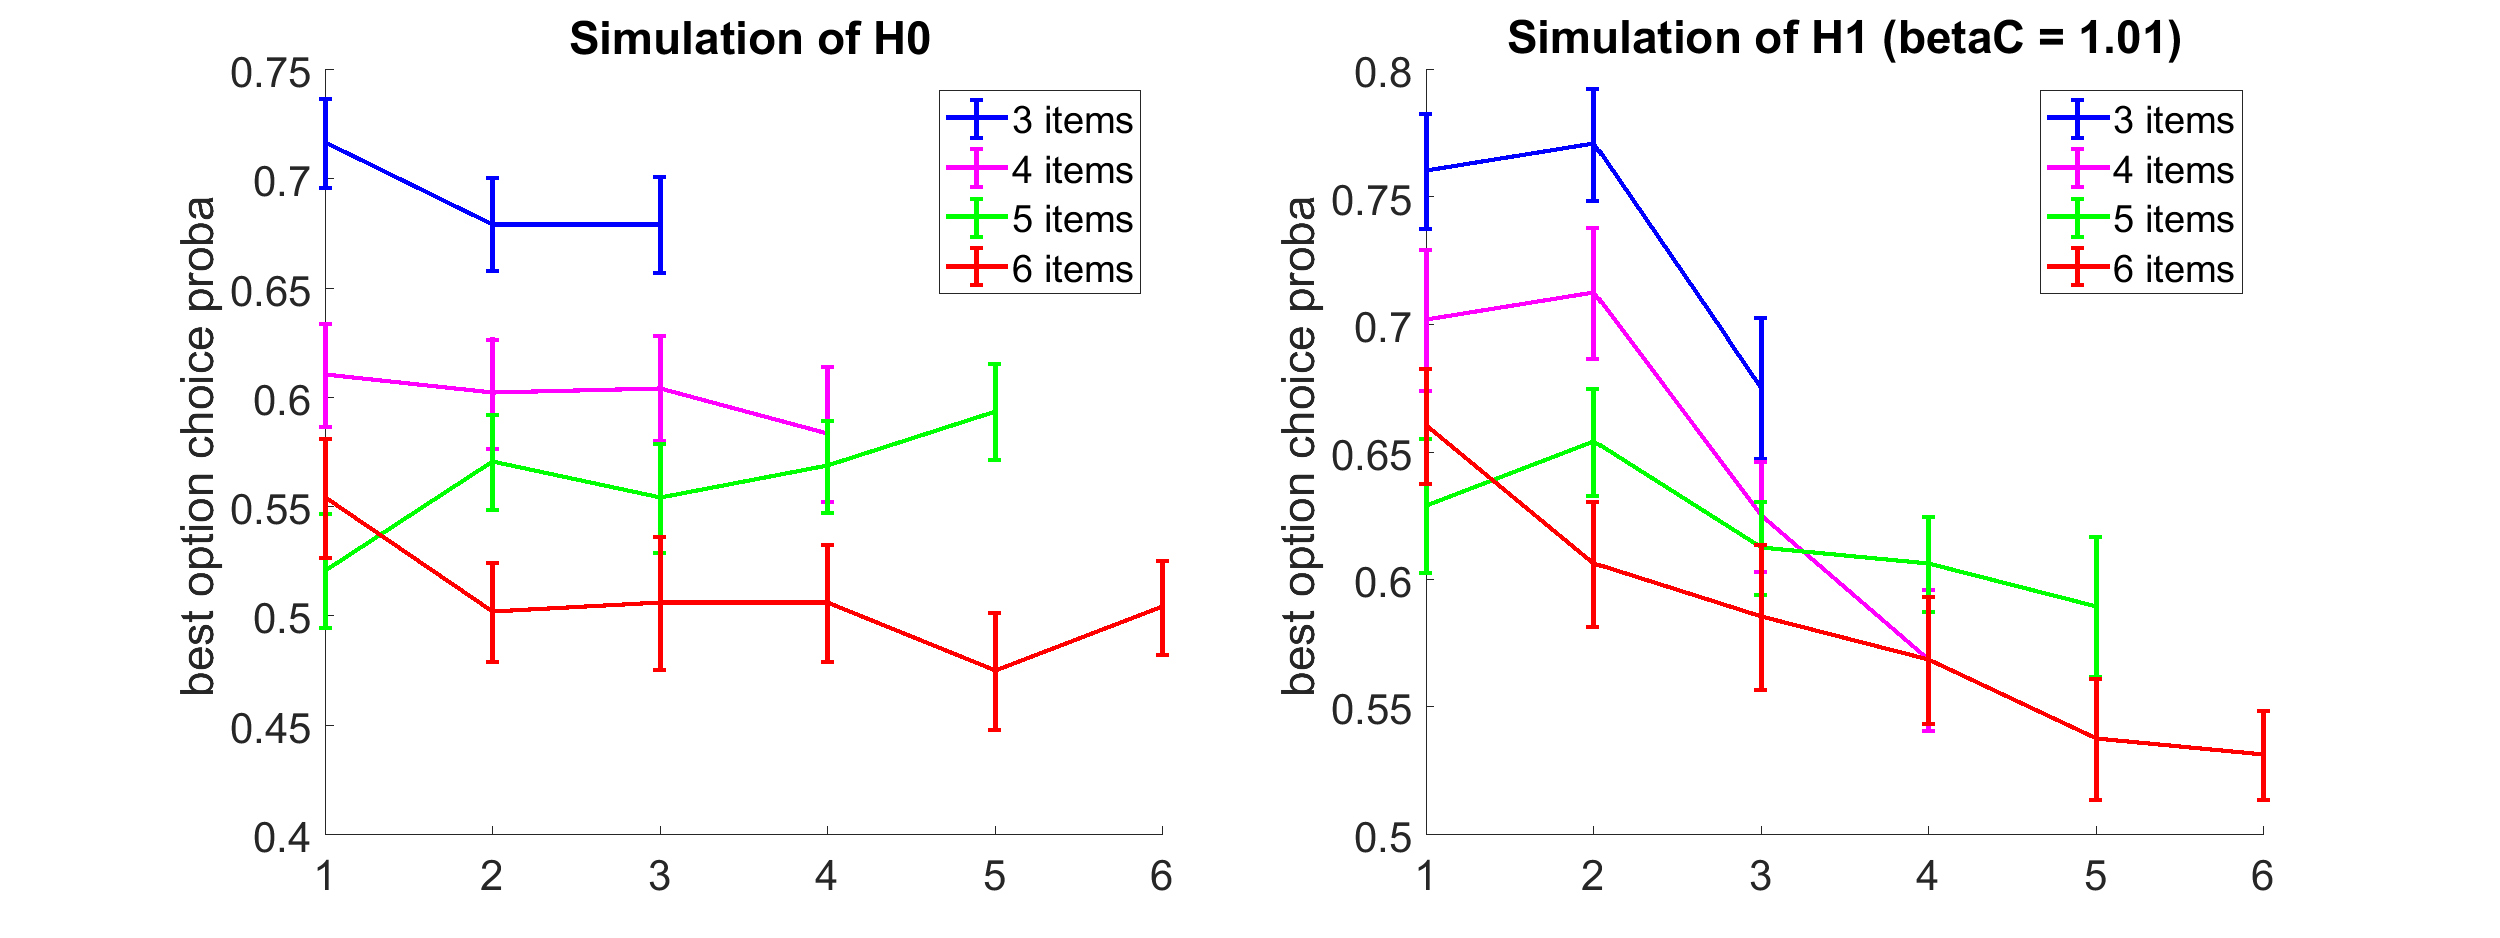 Simulation of H0
0.75
0.7
0.65
0.6
0.55
0.5
0.45
0.4
best option choice proba
3 items
4 items
5 items
6 items
1 2 3 4 5 6
Simulation of H1 (betaC = 1.01)
0.8
0.75
0.7
0.65
0.6
0.55
0.5
best option choice proba
3 items
4 items
5 items
6 items
1 2 3 4 5 6